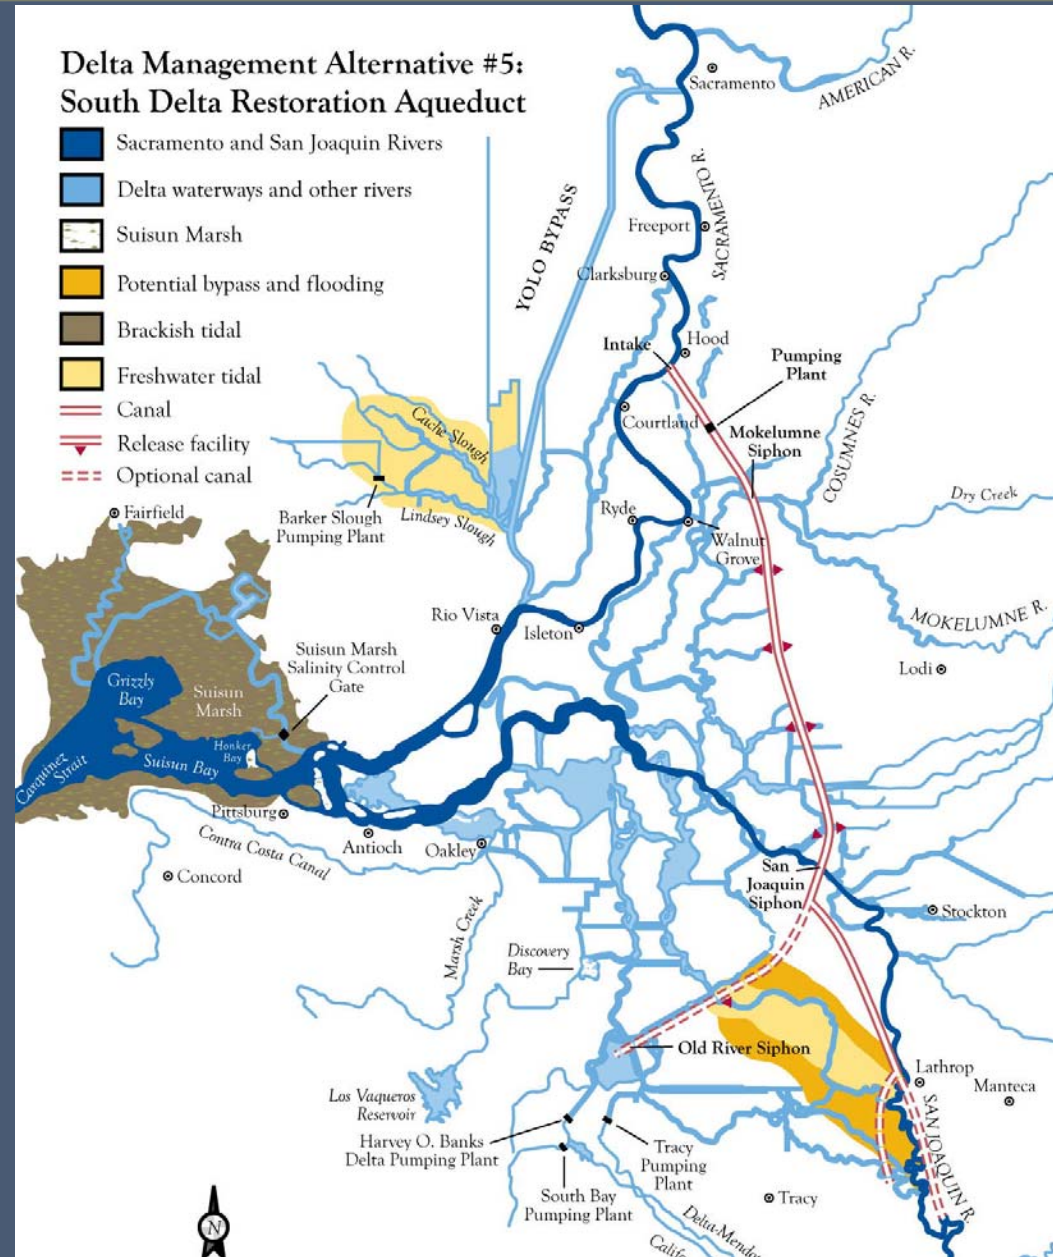 Delta Management Alternative #5:
South Delta Restoration Aqueduct
Sacramento and San Joaquin Rivers
Delta waterways and other rivers
Suisun Marsh
Potential bypass and flooding
Brackish tidal
Freshwater tidal
Canal
Release facility
Optional canal
Sacramento
AMERICAN R.
SACRAMENTO R.
YOLO BYPASS
Freeport
Clarksburg
Hood
Intake
Pumping
Plant
Courtland
Mokelumne
Siphon
COSUMNES R.
Dry Creek
Cache Slough
Lindsey Slough
Barker Slough
Pumping Plant
Fairfield
Ryde
Walnut
Grove
MOKELUMNE R.
Rio Vista
Isleton
Lodi
Suisun Marsh
Salinity Control
Gate
Grizzly
Bay
Suisun
Marsh
Honker
Bay
Suisun Bay
Carquinez
Strait
Pittsburg
Antioch
Oakley
Contra Costa Canal
Concord
San
Joaquin
Siphon
Stockton
Marsh Creek
Discovery
Bay
Old River Siphon
Lathrop
Manteca
SAN JOAQUIN R.
Los Vaqueros
Reservoir
Harvey O. Banks
Delta Pumping Plant
Tracy
Pumping
Plant
South Bay
Pumping Plant
Tracy
Delta-Mendo
Califo
N